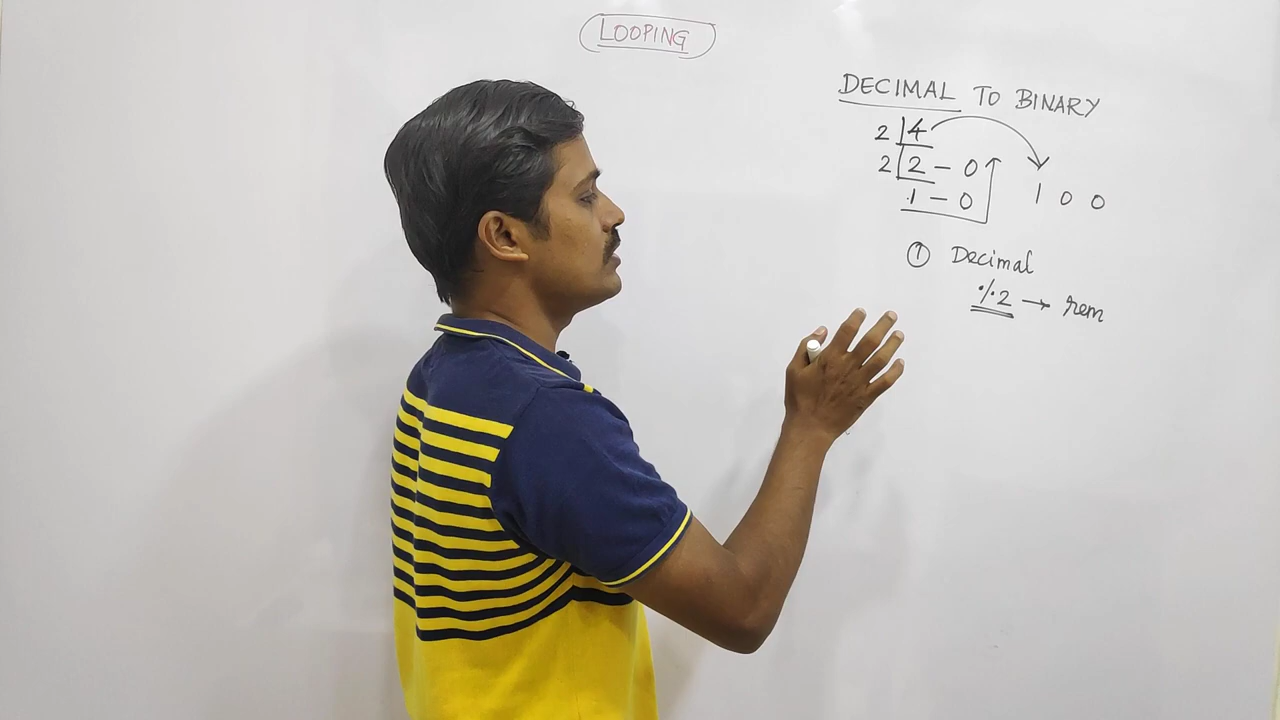 LOOPING
DECIMAL TO BINARY
2 4
2 2 - 0
1 - 0
1 0 0
① Decimal
%2 → rem